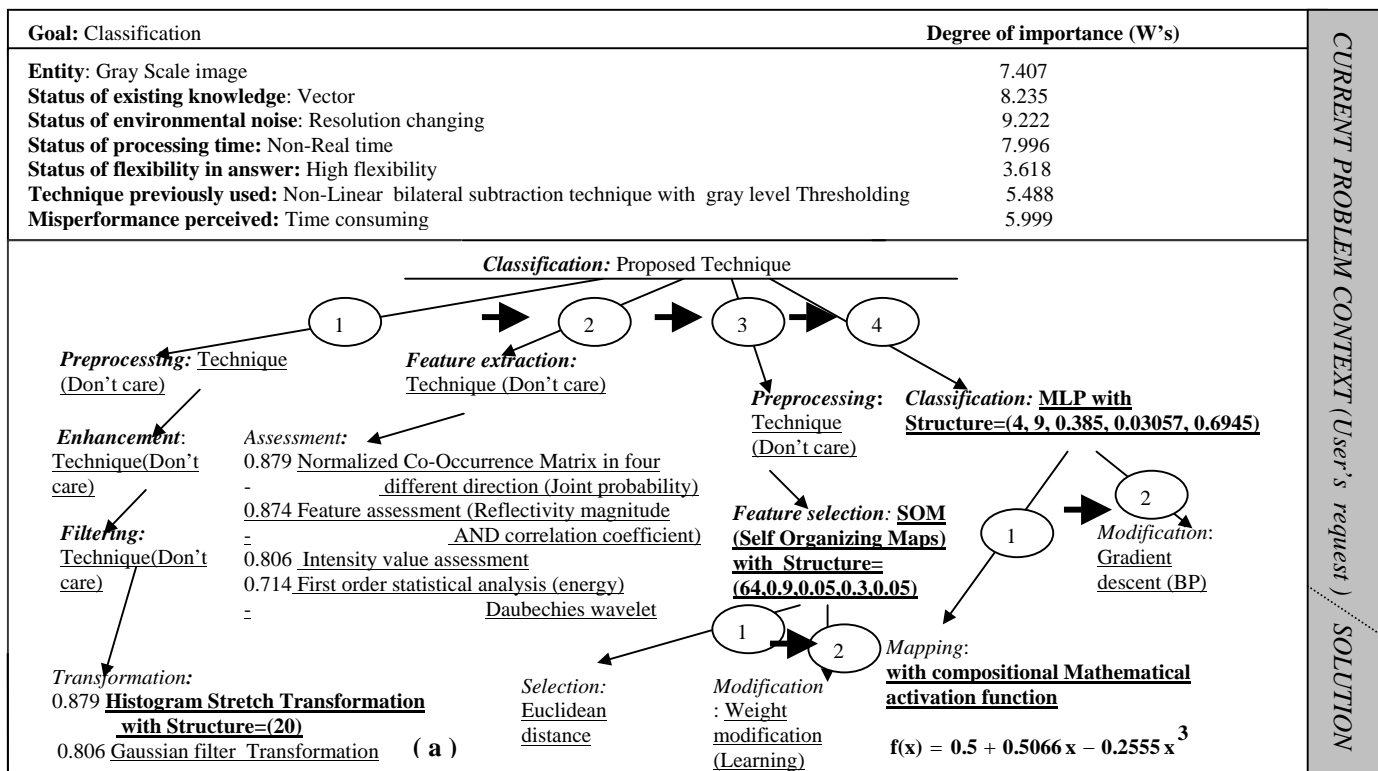 Goal: Classification Degree of importance (W's)
Entity: Gray Scale image 7.407
Status of existing knowledge: Vector 8.235
Status of environmental noise: Resolution changing 9.222
Status of processing time: Non-Real time 7.996
Status of flexibility in answer: High flexibility 3.618
Technique previously used: Non-Linear bilateral subtraction technique with gray level Thresholding 5.488
Misperformance perceived: Time consuming 5.999
Classification: Proposed Technique
1
2
3
4
Preprocessing: Technique
(Don't care)
Enhancement:
Technique(Don't
care)
Filtering:
Technique(Don't
care)
Transformation:
0.879 Histogram Stretch Transformation
with Structure=(20)
0.806 Gaussian filter Transformation
Feature extraction:
Technique (Don't care)
Assessment:
0.879 Normalized Co-Occurrence Matrix in four
- different direction (Joint probability)
0.874 Feature assessment (Reflectivity magnitude
- AND correlation coefficient)
0.806 Intensity value assessment
0.714 First order statistical analysis (energy)
- Daubechies wavelet
Preprocessing:
Technique
(Don't care)
Feature selection: SOM
(Self Organizing Maps)
with Structure=
(64,0.9,0.05,0.3,0.05)
1
2
Selection:
Euclidean
distance
Modification
: Weight
modification
(Learning)
Classification: MLP with
Structure=(4, 9, 0.385, 0.03057, 0.6945)
1
2
Modification:
Gradient
descent (BP)
Mapping:
with compositional Mathematical
activation function
f(x) = 0.5 + 0.5066 x − 0.2555 x³
( a )
CURRENT PROBLEM CONTEXT (User's request )
SOLUTION